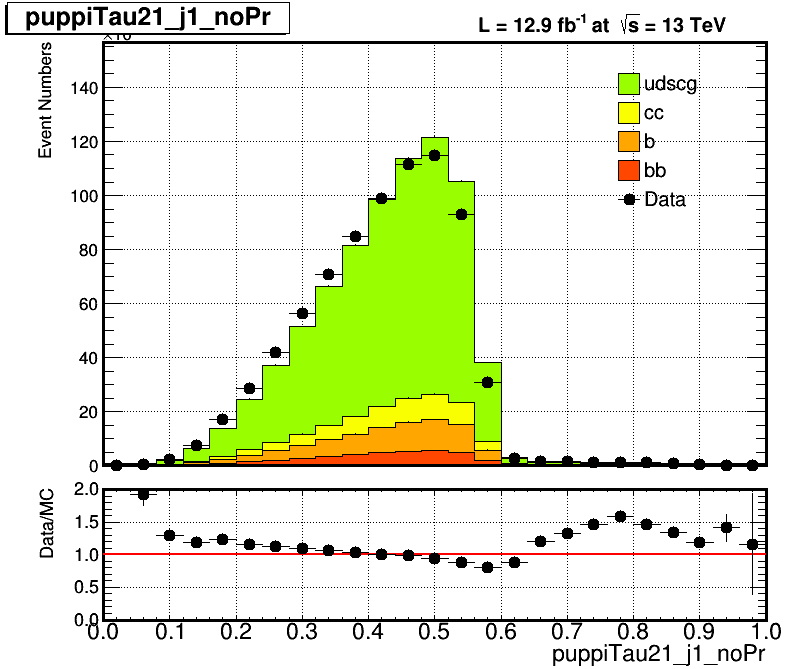 puppiTau21_j1_noPr
L = 12.9 fb⁻¹ at √s = 13 TeV
Event Numbers
140
120
100
80
60
40
20
0
udscg
cc
b
bb
Data
Data/MC
2.0
1.5
1.0
0.5
0.0
0.0 0.1 0.2 0.3 0.4 0.5 0.6 0.7 0.8 0.9 1.0
puppiTau21_j1_noPr